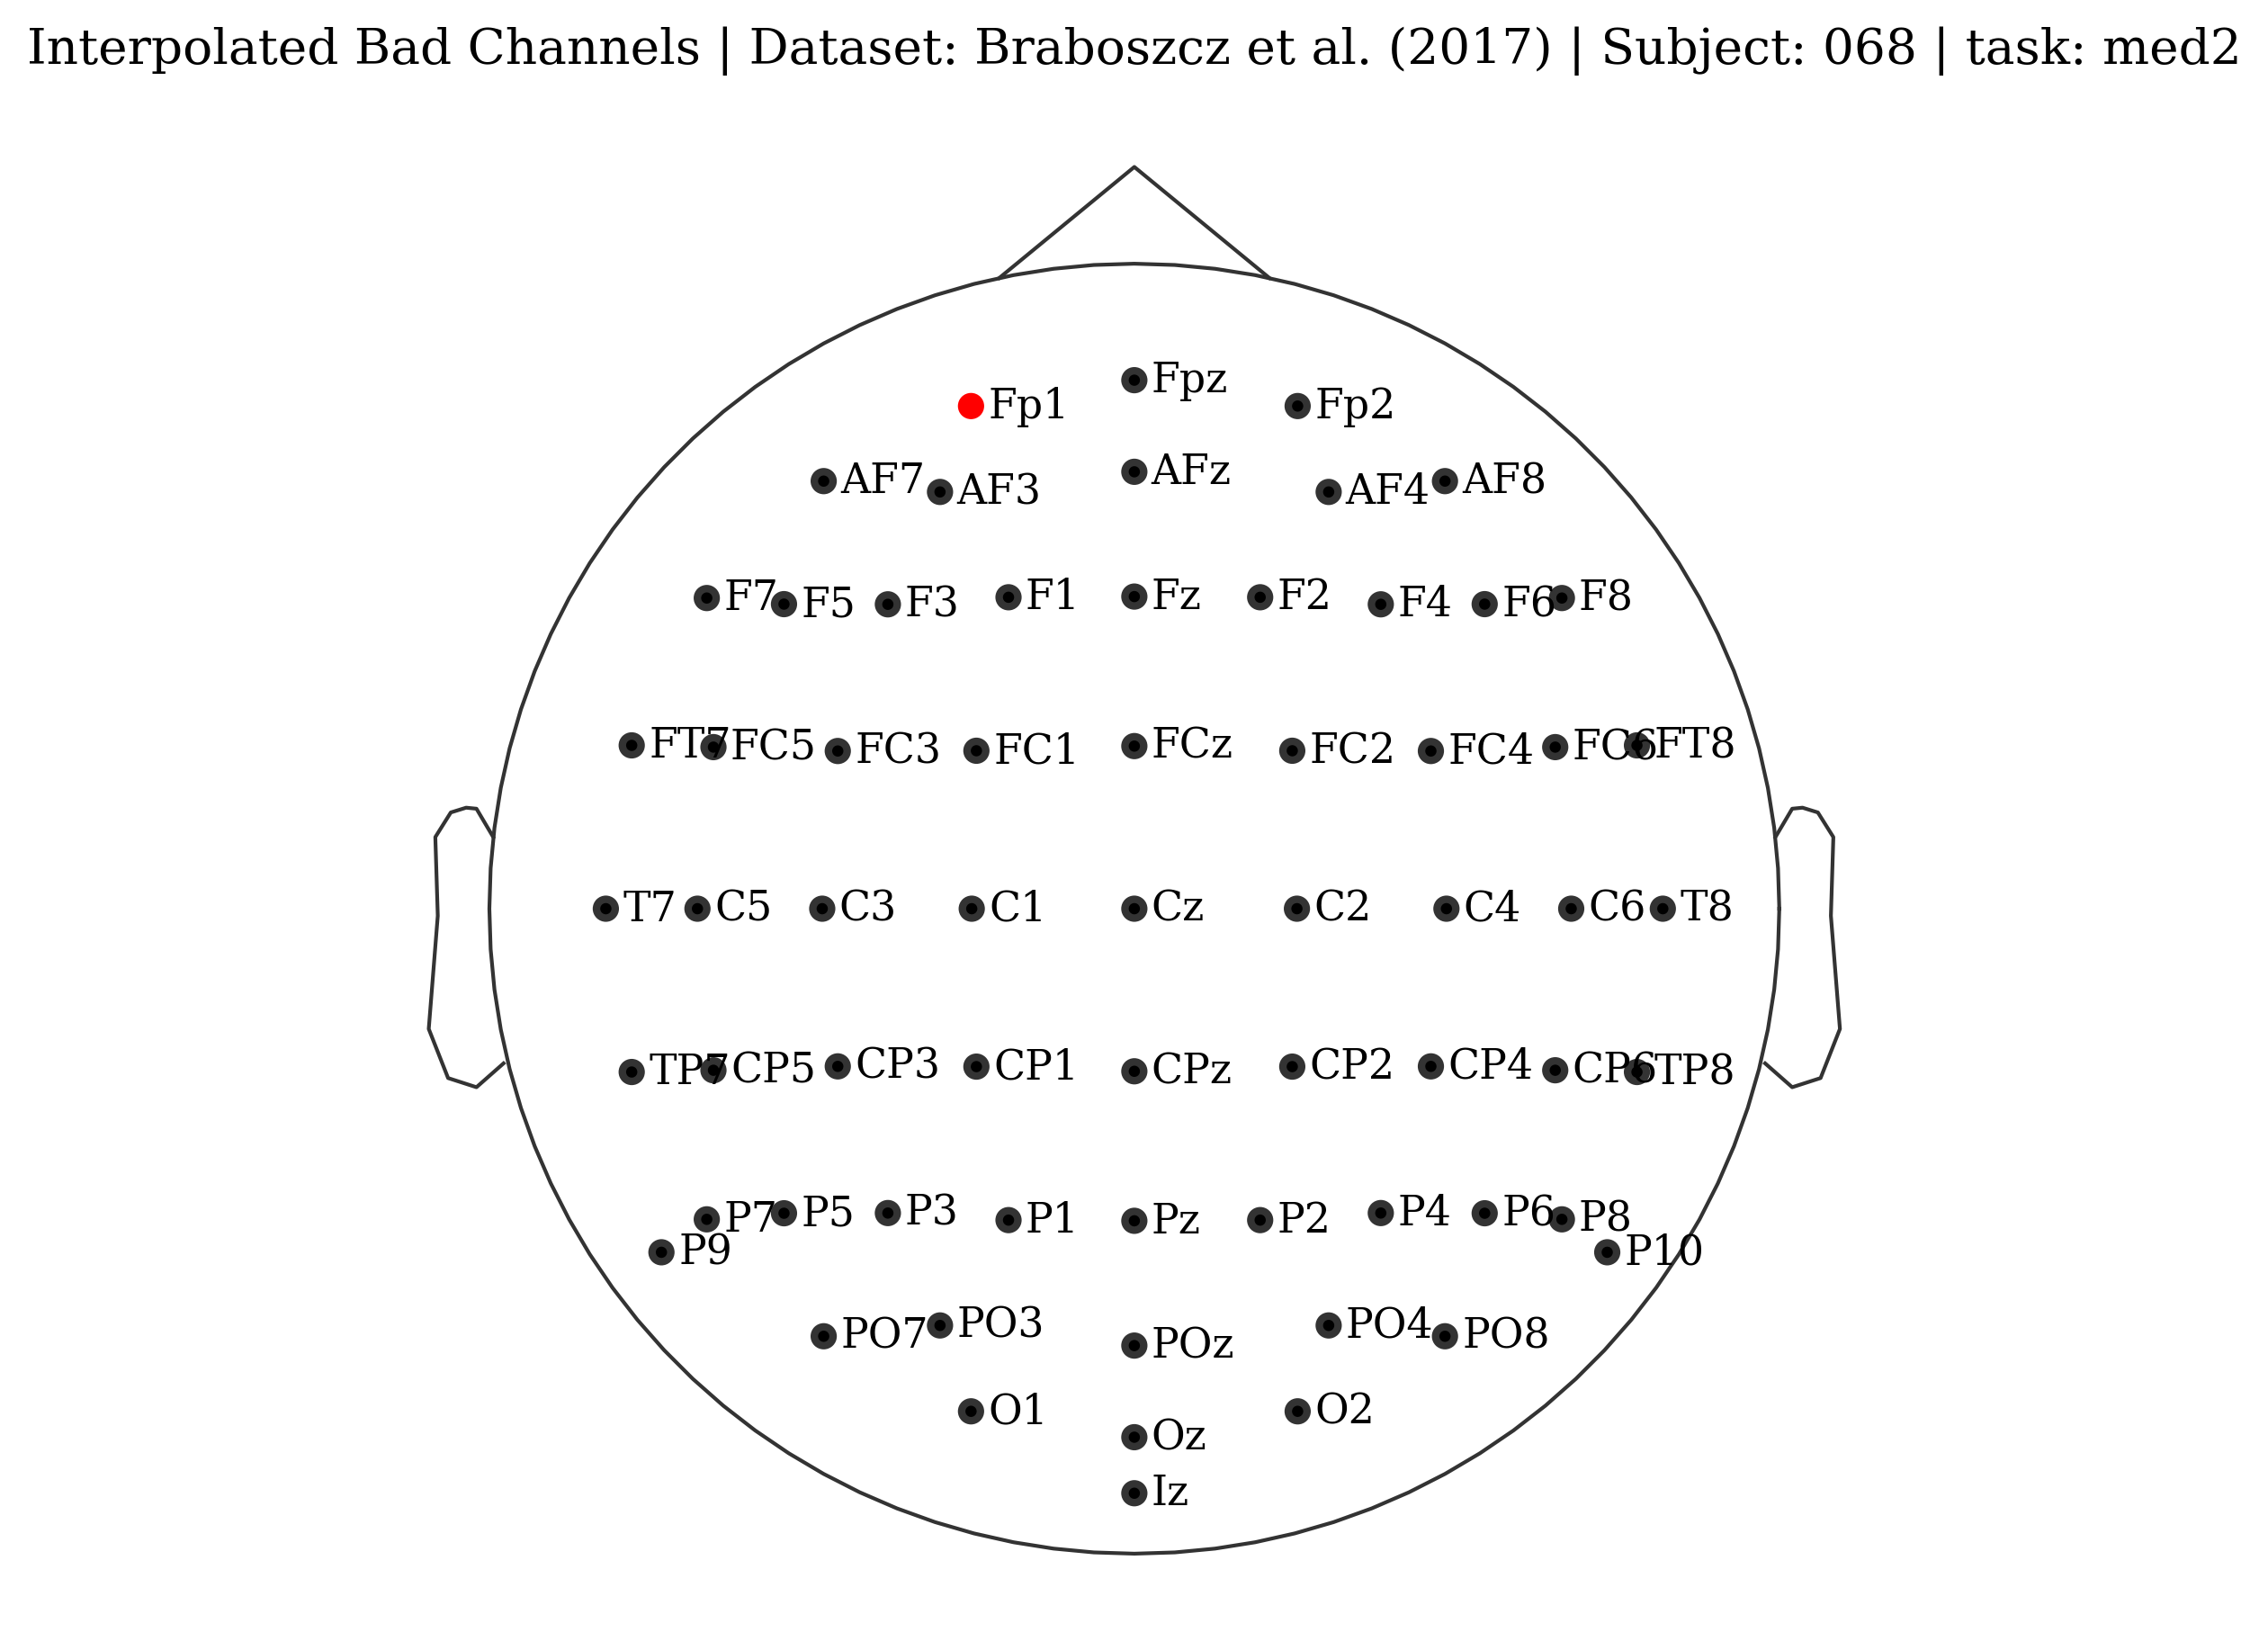 Interpolated Bad Channels | Dataset: Braboszcz et al. (2017) | Subject: 068 | task: med2
Fpz
Fp1 Fp2
AFz
AF7 AF3 AF4 AF8
F7 F5 F3 F1 Fz F2 F4 F6 F8
FT7 FC5 FC3 FC1 FCz FC2 FC4 FC6 FT8
T7 C5 C3 C1 Cz C2 C4 C6 T8
TP7 CP5 CP3 CP1 CPz CP2 CP4 CP6 TP8
P7 P5 P3 P1 Pz P2 P4 P6 P8
P9 P10
PO7 PO3 POz PO4 PO8
O1 O2
Oz
Iz